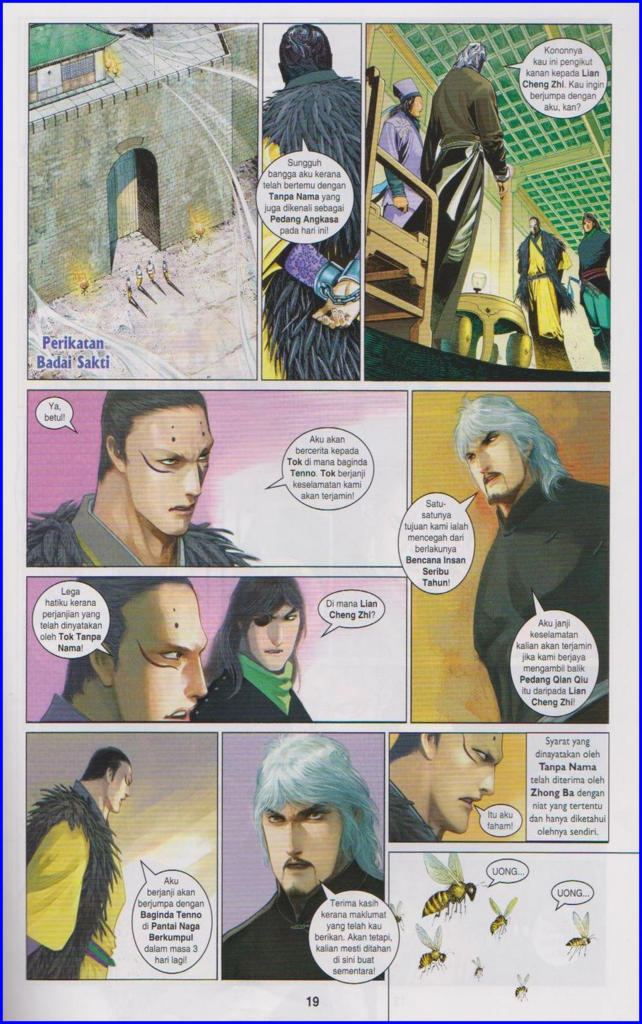 Perikatan
Badai Sakti
Sungguh
bangga aku kerana
telah bertemu dengan
Tanpa Nama yang
juga dikenali sebagai
Pedang Angkasa
pada hari ini!
Kononnya
kau ini pengikut
kanan kepada Lian
Cheng Zhi. Kau ingin
berjumpa dengan
aku, kan?
Ya,
betul!
Aku akan
bercerita kepada
Tok di mana baginda
Tenno. Tok berjanji
keselamatan kami
akan terjamin!
Satu-
satunya
tujuan kami ialah
mencegah dari
berlakunya
Bencana Insan
Seribu
Tahun!
Aku janji
keselamatan
kalian akan terjamin
jika kami berjaya
mengambil balik
Pedang Qian Qiu
itu daripada Lian
Cheng Zhi!
Lega
hatiku kerana
perjanjian yang
telah dinyatakan
oleh Tok Tanpa
Nama!
Di mana Lian
Cheng Zhi?
Aku
berjanji akan
berjumpa dengan
Baginda Tenno
di Pantai Naga
Berkumpul
dalam masa 3
hari lagi!
Terima kasih
kerana maklumat
yang telah kau
berikan. Akan tetapi,
kalian mesti ditahan
di sini buat
sementara!
Itu aku
faham!
Syarat yang
dinayatakan oleh
Tanpa Nama
telah diterima oleh
Zhong Ba dengan
niat yang tertentu
dan hanya diketahui
olehnya sendiri.
UONG...
UONG...
19